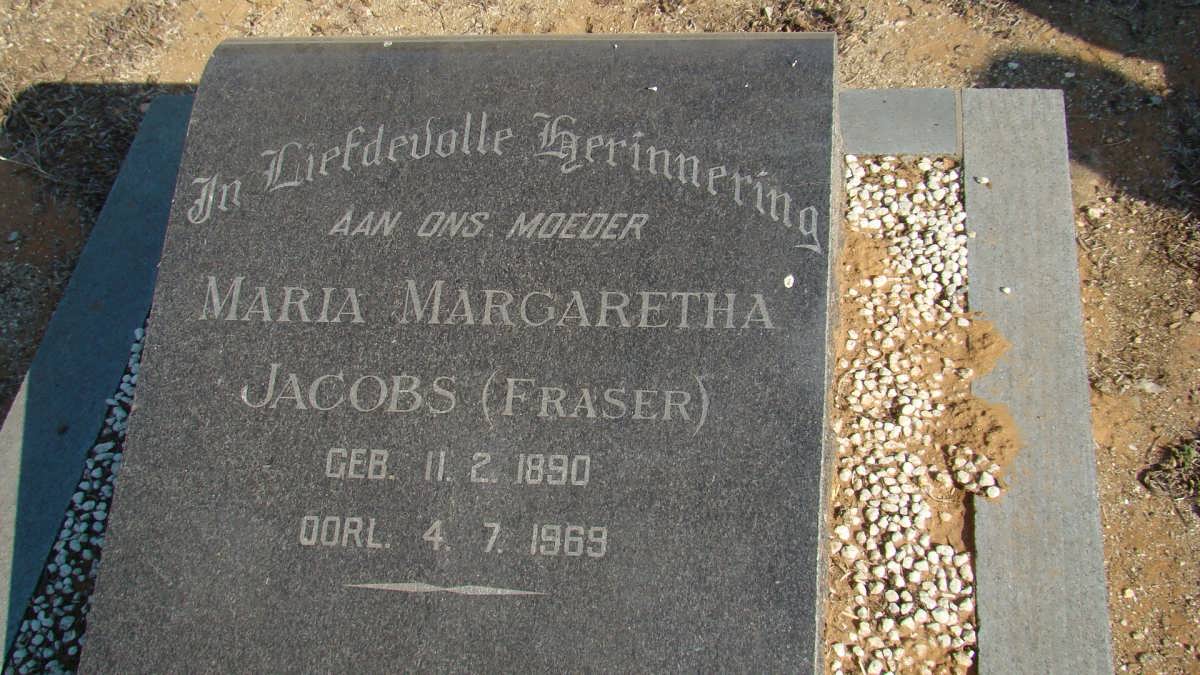 In Liefdevolle Herinnering
AAN ONS MOEDER
MARIA MARGARETHA
JACOBS (FRASER)
GEB. 11. 2. 1890
OORL. 4. 7. 1969